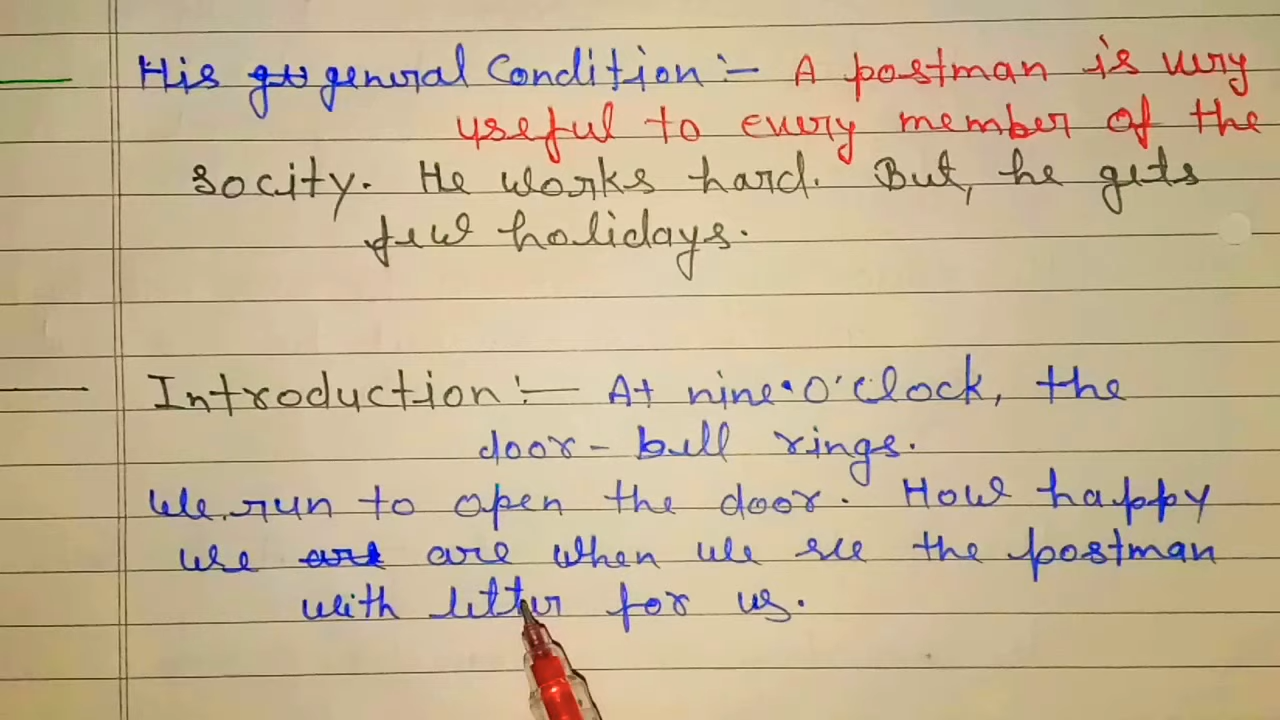 His general Condition :- A postman is very
useful to every member of the
socity. He works hard. But, he gets
few holidays.
Introduction :- At nine O'Clock, the
door-bell rings.
We run to open the door. How happy
we are when we see the postman
with letter for us.